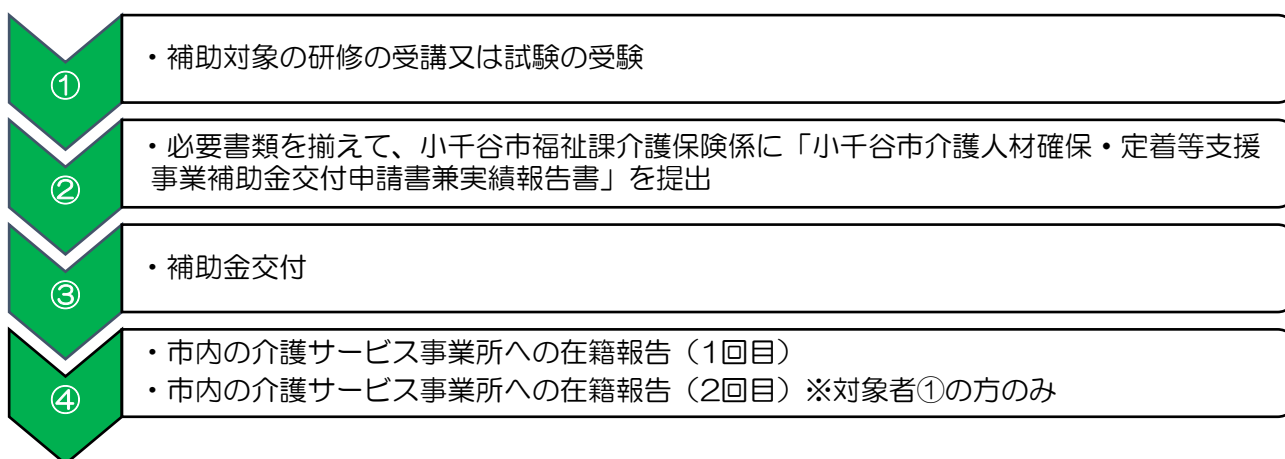 ①
・補助対象の研修の受講又は試験の受験
②
・必要書類を揃えて、小千谷市福祉課介護保険係に「小千谷市介護人材確保・定着等支援
事業補助金交付申請書兼実績報告書」を提出
③
・補助金交付
④
・市内の介護サービス事業所への在籍報告（1回目）
・市内の介護サービス事業所への在籍報告（2回目）※対象者①の方のみ